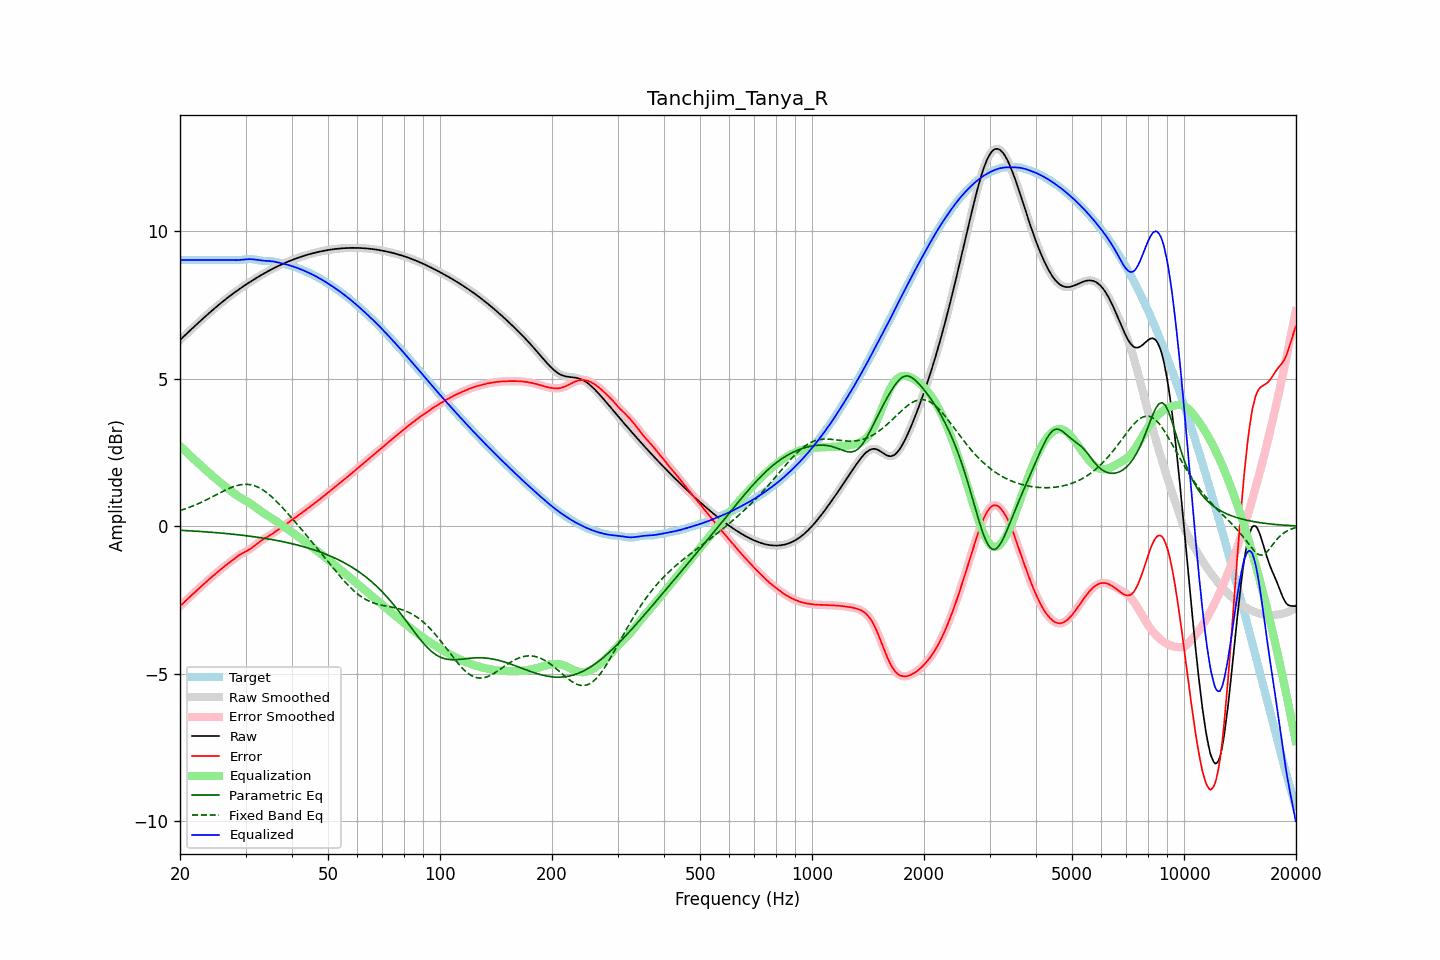 Tanchjim_Tanya_R
Amplitude (dBr)
10
5
0
−5
−10
Target
Raw Smoothed
Error Smoothed
Raw
Error
Equalization
Parametric Eq
Fixed Band Eq
Equalized
20 50 100 200 500 1000 2000 5000 10000 20000
Frequency (Hz)